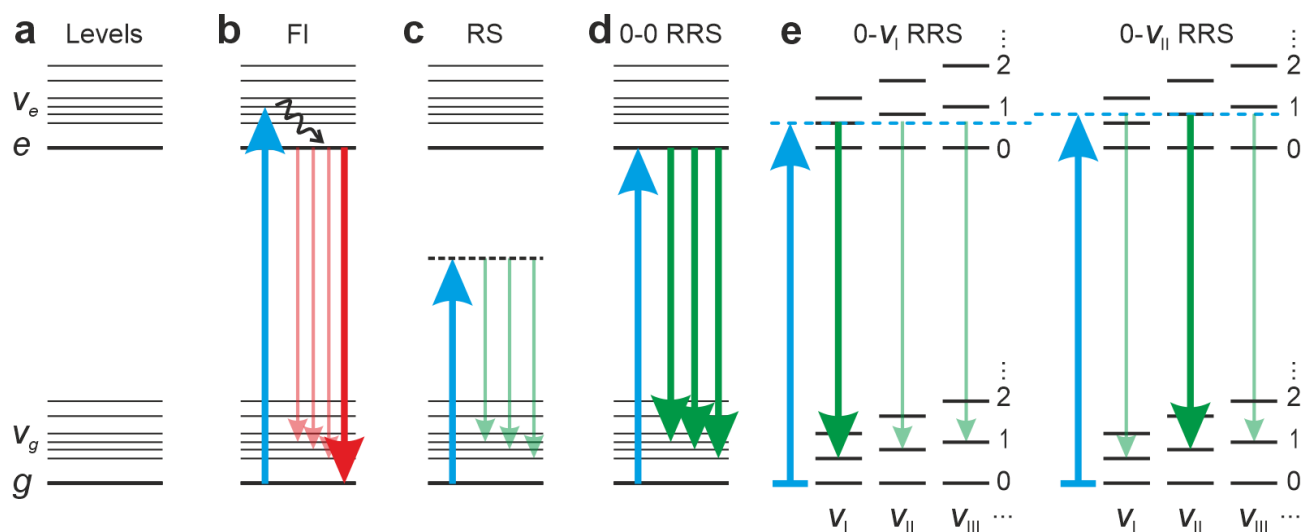 a Levels b FI c RS d 0-0 RRS e 0-vI RRS 0-vII RRS
⋮ ⋮
2 2
ve 1 1
e 0 0
⋮ ⋮
2 2
vg 1 1
g 0 0
vI vII vIII ⋯ vI vII vIII ⋯